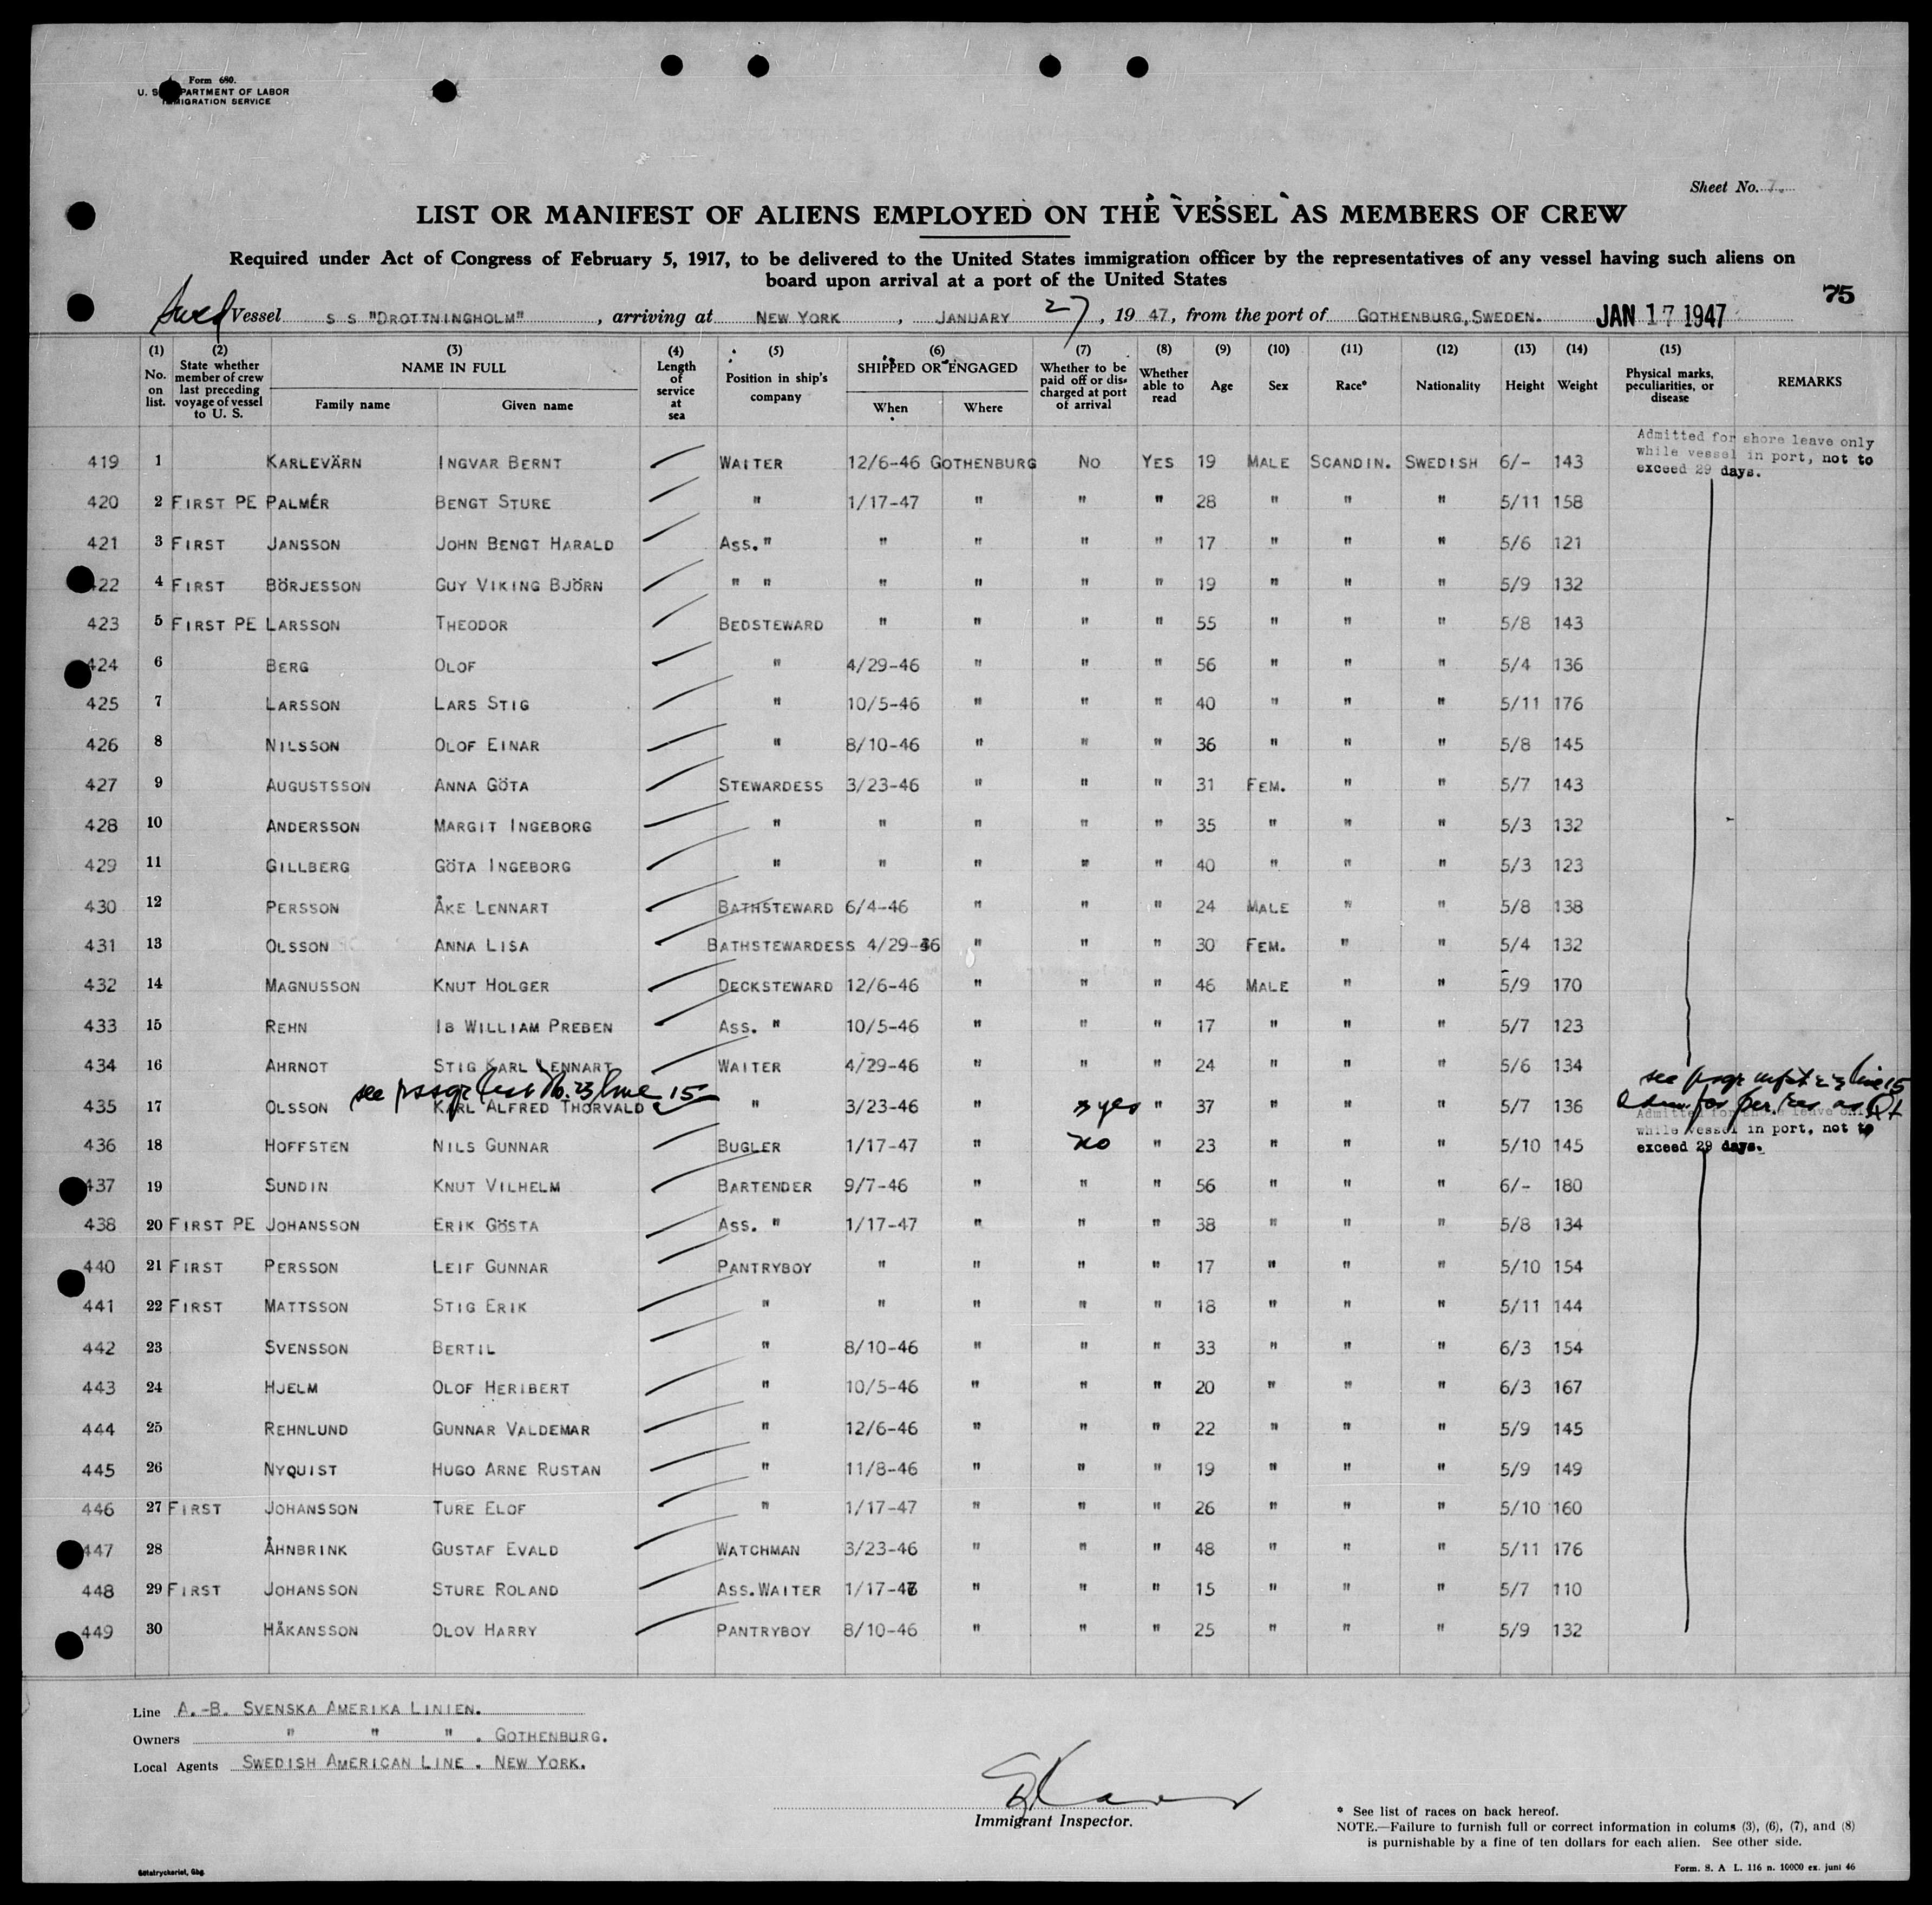 Form 680.
U. S. DEPARTMENT OF LABOR
IMMIGRATION SERVICE
Sheet No. 7.
LIST OR MANIFEST OF ALIENS EMPLOYED ON THE VESSEL AS MEMBERS OF CREW
Required under Act of Congress of February 5, 1917, to be delivered to the United States immigration officer by the representatives of any vessel having such aliens on
board upon arrival at a port of the United States
75
Swed Vessel S S "DROTTNINGHOLM", arriving at NEW YORK, JANUARY 27, 19 47, from the port of GOTHENBURG, SWEDEN. JAN 17 1947
(1) No. on list. (2) State whether member of crew last preceding voyage of vessel to U. S. (3) NAME IN FULL Family name Given name (4) Length of service at sea (5) Position in ship's company (6) SHIPPED OR ENGAGED When Where (7) Whether to be paid off or discharged at port of arrival (8) Whether able to read (9) Age (10) Sex (11) Race* (12) Nationality (13) Height (14) Weight (15) Physical marks, peculiarities, or disease REMARKS
Admitted for shore leave only
while vessel in port, not to
exceed 29 days.
419 1 KARLEVÄRN INGVAR BERNT WAITER 12/6-46 GOTHENBURG NO YES 19 MALE SCANDIN. SWEDISH 6/- 143
420 2 FIRST PE PALMÉR BENGT STURE " 1/17-47 " " " 28 " " " 5/11 158
421 3 FIRST JANSSON JOHN BENGT HARALD ASS. " " " " " 17 " " " 5/6 121
422 4 FIRST BÖRJESSON GUY VIKING BJÖRN " " " " " " 19 " " " 5/9 132
423 5 FIRST PE LARSSON THEODOR BEDSTEWARD " " " " 55 " " " 5/8 143
424 6 BERG OLOF " 4/29-46 " " " 56 " " " 5/4 136
425 7 LARSSON LARS STIG " 10/5-46 " " " 40 " " " 5/11 176
426 8 NILSSON OLOF EINAR " 8/10-46 " " " 36 " " " 5/8 145
427 9 AUGUSTSSON ANNA GÖTA STEWARDESS 3/23-46 " " " 31 FEM. " " 5/7 143
428 10 ANDERSSON MARGIT INGEBORG " " " " " 35 " " " 5/3 132
429 11 GILLBERG GÖTA INGEBORG " " " " " 40 " " " 5/3 123
430 12 PERSSON ÅKE LENNART BATHSTEWARD 6/4-46 " " " 24 MALE " " 5/8 138
431 13 OLSSON ANNA LISA BATHSTEWARDESS 4/29-46 " " " 30 FEM. " " 5/4 132
432 14 MAGNUSSON KNUT HOLGER DECKSTEWARD 12/6-46 " " " 46 MALE " " 5/9 170
433 15 REHN IB WILLIAM PREBEN ASS. " 10/5-46 " " " 17 " " " 5/7 123
434 16 AHRNOT STIG KARL LENNART WAITER 4/29-46 " " " 24 " " " 5/6 134
see passgr list No. 23 line 15
435 17 OLSSON KARL ALFRED THORVALD " 3/23-46 " yes " 37 " " " 5/7 136
Admitted for shore leave only
while vessel in port, not to
exceed 29 days.
436 18 HOFFSTEN NILS GUNNAR BUGLER 1/17-47 " no " 23 " " " 5/10 145
437 19 SUNDIN KNUT VILHELM BARTENDER 9/7-46 " " " 56 " " " 6/- 180
438 20 FIRST PE JOHANSSON ERIK GÖSTA ASS. " 1/17-47 " " " 38 " " " 5/8 134
440 21 FIRST PERSSON LEIF GUNNAR PANTRYBOY " " " " 17 " " " 5/10 154
441 22 FIRST MATTSSON STIG ERIK " " " " " 18 " " " 5/11 144
442 23 SVENSSON BERTIL " 8/10-46 " " " 33 " " " 6/3 154
443 24 HJELM OLOF HERIBERT " 10/5-46 " " " 20 " " " 6/3 167
444 25 REHNLUND GUNNAR VALDEMAR " 12/6-46 " " " 22 " " " 5/9 145
445 26 NYQUIST HUGO ARNE RUSTAN " 11/8-46 " " " 19 " " " 5/9 149
446 27 FIRST JOHANSSON TURE ELOF " 1/17-47 " " " 26 " " " 5/10 160
447 28 ÅHNBRINK GUSTAF EVALD WATCHMAN 3/23-46 " " " 48 " " " 5/11 176
448 29 FIRST JOHANSSON STURE ROLAND ASS. WAITER 1/17-47 " " " 15 " " " 5/7 110
449 30 HÅKANSSON OLOV HARRY PANTRYBOY 8/10-46 " " " 25 " " " 5/9 132
Line A.-B. SVENSKA AMERIKA LINIEN.
Owners " " " . GOTHENBURG.
Local Agents SWEDISH AMERICAN LINE . NEW YORK.
Immigrant Inspector.
* See list of races on back hereof.
NOTE.—Failure to furnish full or correct information in colums (3), (6), (7), and (8)
is purnishable by a fine of ten dollars for each alien. See other side.
Götatryckeriet, Gbg.
Form. S. A L. 116 n. 10000 ex. juni 46